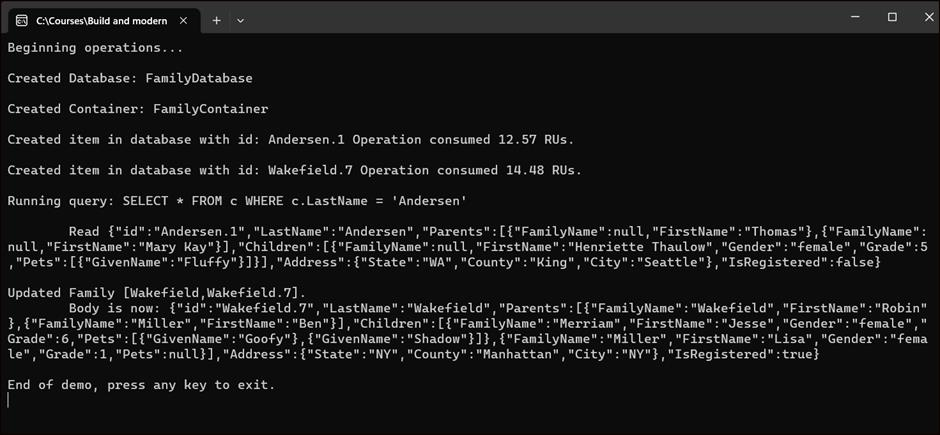 C:\Courses\Build and modern
Beginning operations...
Created Database: FamilyDatabase
Created Container: FamilyContainer
Created item in database with id: Andersen.1 Operation consumed 12.57 RUs.
Created item in database with id: Wakefield.7 Operation consumed 14.48 RUs.
Running query: SELECT * FROM c WHERE c.LastName = 'Andersen'
Read {"id":"Andersen.1","LastName":"Andersen","Parents":[{"FamilyName":null,"FirstName":"Thomas"},{"FamilyName":
null,"FirstName":"Mary Kay"}],"Children":[{"FamilyName":null,"FirstName":"Henriette Thaulow","Gender":"female","Grade":5
,"Pets":[{"GivenName":"Fluffy"}]}],"Address":{"State":"WA","County":"King","City":"Seattle"},"IsRegistered":false}
Updated Family [Wakefield,Wakefield.7].
Body is now: {"id":"Wakefield.7","LastName":"Wakefield","Parents":[{"FamilyName":"Wakefield","FirstName":"Robin"
},{"FamilyName":"Miller","FirstName":"Ben"}],"Children":[{"FamilyName":"Merriam","FirstName":"Jesse","Gender":"female","
Grade":6,"Pets":[{"GivenName":"Goofy"},{"GivenName":"Shadow"}]},{"FamilyName":"Miller","FirstName":"Lisa","Gender":"fema
le","Grade":1,"Pets":null}],"Address":{"State":"NY","County":"Manhattan","City":"NY"},"IsRegistered":true}
End of demo, press any key to exit.